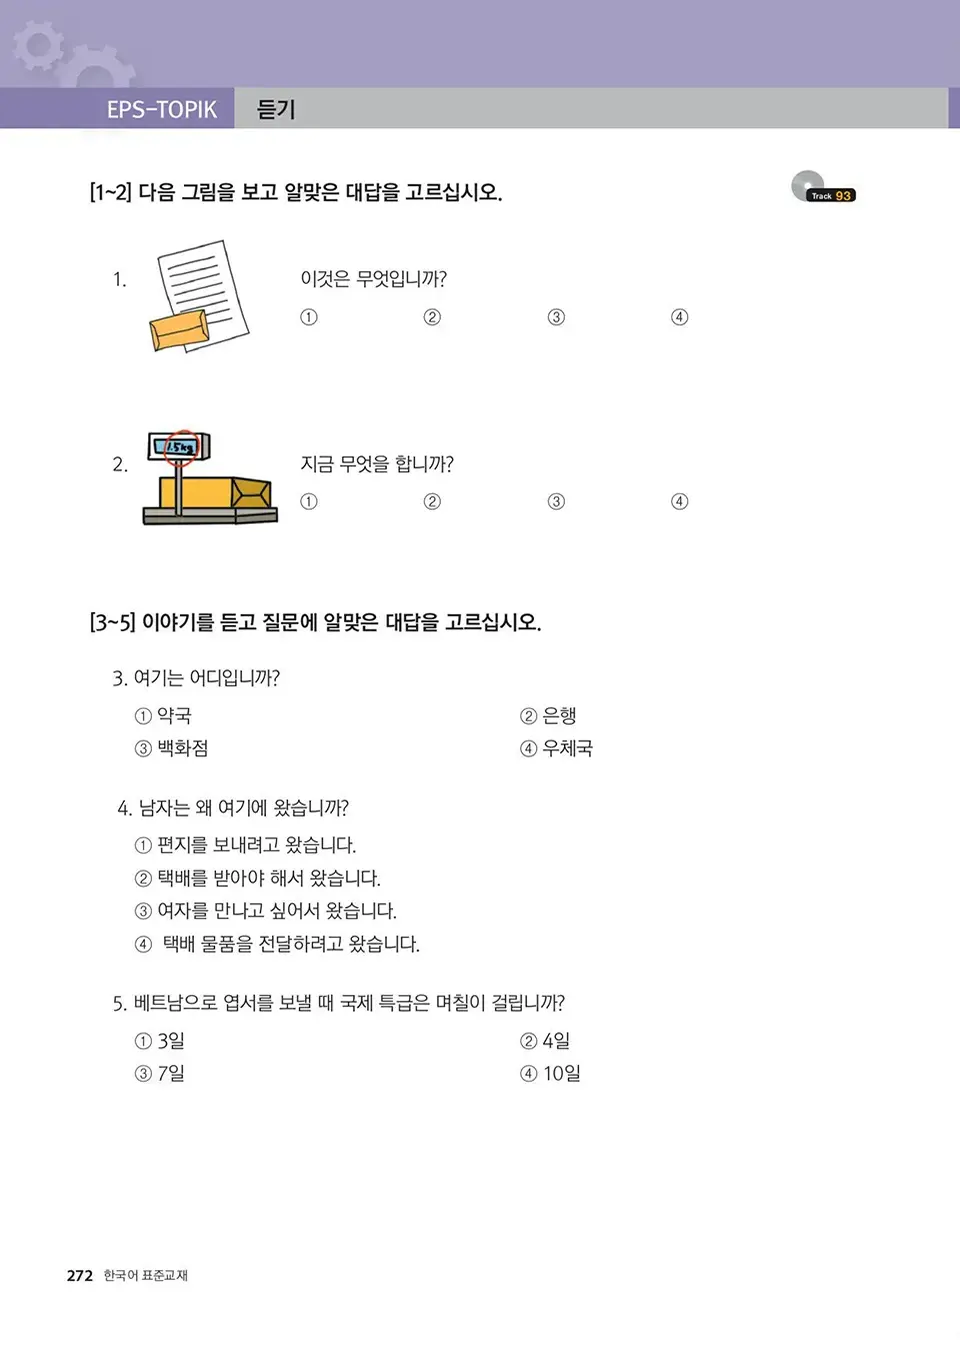 EPS-TOPIK 듣기
[1~2] 다음 그림을 보고 알맞은 대답을 고르십시오.
Track 93
1. 이것은 무엇입니까?
① ② ③ ④
1.5kg
2. 지금 무엇을 합니까?
① ② ③ ④
[3~5] 이야기를 듣고 질문에 알맞은 대답을 고르십시오.
3. 여기는 어디입니까?
① 약국 ② 은행
③ 백화점 ④ 우체국
4. 남자는 왜 여기에 왔습니까?
① 편지를 보내려고 왔습니다.
② 택배를 받아야 해서 왔습니다.
③ 여자를 만나고 싶어서 왔습니다.
④ 택배 물품을 전달하려고 왔습니다.
5. 베트남으로 엽서를 보낼 때 국제 특급은 며칠이 걸립니까?
① 3일 ② 4일
③ 7일 ④ 10일
272 한국어 표준교재